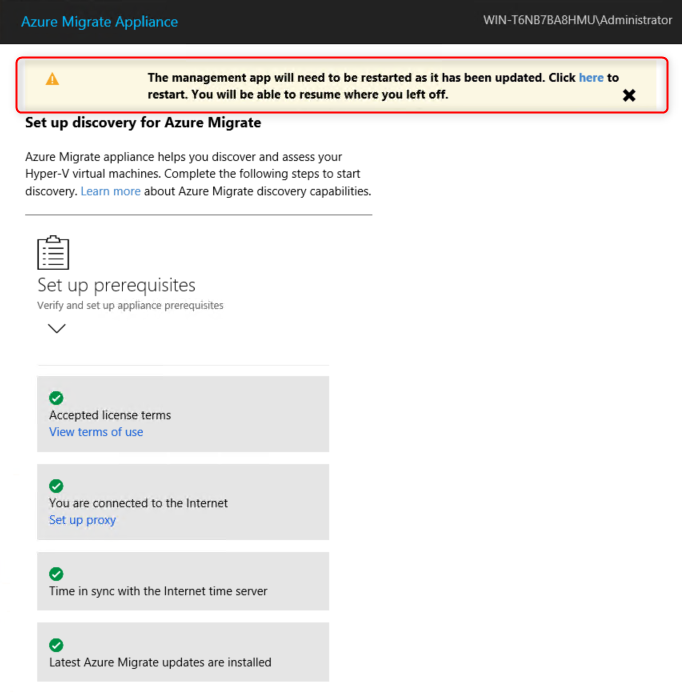 Azure Migrate Appliance
WIN-T6NB7BA8HMU\Administrator
The management app will need to be restarted as it has been updated. Click here to
restart. You will be able to resume where you left off.
Set up discovery for Azure Migrate
Azure Migrate appliance helps you discover and assess your
Hyper-V virtual machines. Complete the following steps to start
discovery. Learn more about Azure Migrate discovery capabilities.
Set up prerequisites
Verify and set up appliance prerequisites
Accepted license terms
View terms of use
You are connected to the Internet
Set up proxy
Time in sync with the Internet time server
Latest Azure Migrate updates are installed